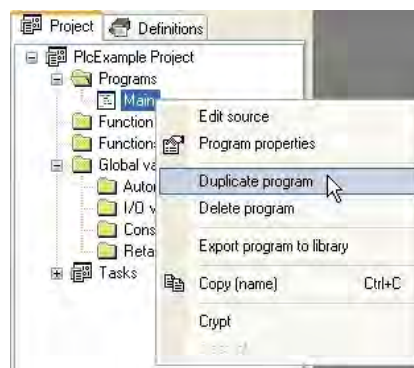 Project Definitions
PlcExample Project
Programs
Main
Function
Function
Global va
Autor
I/O v
Cons
Reta
Tasks
Edit source
Program properties
Duplicate program
Delete program
Export program to library
Copy (name) Ctrl+C
Crypt